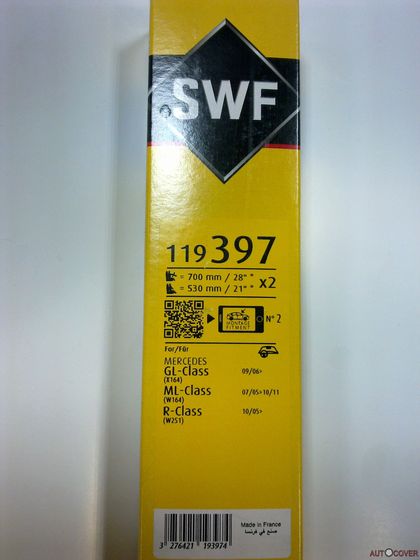 SWF
119 397
= 700 mm / 28" *
= 530 mm / 21" *
x2
MONTAGE
FITMENT
N° 2
For/Für
MERCEDES
GL-Class 09/06>
(X164)
ML-Class 07/05>10/11
(W164)
R-Class 10/05>
(W251)
Made in France
صنع في فرنسا
3 276421 193974
AUTOCOVER